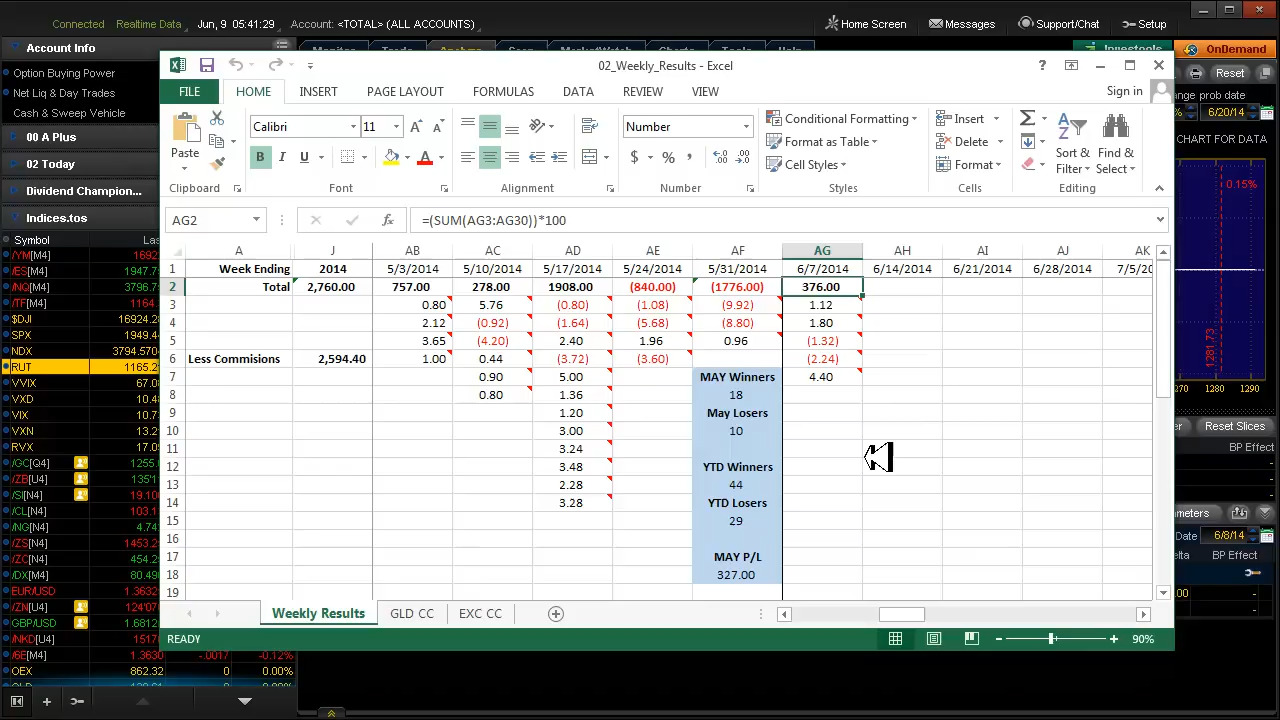 Connected Realtime Data Jun, 9 05:41:29 Account: <TOTAL> (ALL ACCOUNTS) Home Screen Messages Support/Chat Setup
Account Info
Option Buying Power
Net Liq & Day Trades
Cash & Sweep Vehicle
00 A Plus
02 Today
Dividend Champion...
Indices.tos
Symbol
/YM[M4]
/ES[M4]
/NQ[M4]
/TF[M4]
$DJI
SPX
NDX
RUT
VVIX
VXD
VIX
VXN
RVX
/GC[Q4]
/ZB[U4]
/SI[N4]
/CL[N4]
/NG[N4]
/ZS[N4]
/ZC[N4]
/DX[M4]
EUR/USD
/ZN[U4]
GBP/USD
/NKD[U4]
/6E[M4] 1.3630 -.0017 -0.12%
OEX 862.32 0 0.00%
02_Weekly_Results - Excel
FILE HOME INSERT PAGE LAYOUT FORMULAS DATA REVIEW VIEW Sign in
Paste
Clipboard
Calibri 11
B I U
Font
Alignment
Number
$ % ,
Number
Conditional Formatting
Format as Table
Cell Styles
Styles
Insert
Delete
Format
Cells
Sort & Filter
Find & Select
Editing
AG2 fx =(SUM(AG3:AG30))*100
A J AB AC AD AE AF AG AH AI AJ AK
1 Week Ending 2014 5/3/2014 5/10/2014 5/17/2014 5/24/2014 5/31/2014 6/7/2014 6/14/2014 6/21/2014 6/28/2014
2 Total 2,760.00 757.00 278.00 1908.00 (840.00) (1776.00) 376.00
3 0.80 5.76 (0.80) (1.08) (9.92) 1.12
4 2.12 (0.92) (1.64) (5.68) (8.80) 1.80
5 3.65 (4.20) 2.40 1.96 0.96 (1.32)
6 Less Commisions 2,594.40 1.00 0.44 (3.72) (3.60) (2.24)
7 0.90 5.00 MAY Winners 4.40
8 0.80 1.36 18
9 1.20 May Losers
10 3.00 10
11 3.24
12 3.48 YTD Winners
13 2.28 44
14 3.28 YTD Losers
15 29
16
17 MAY P/L
18 327.00
19
Weekly Results GLD CC EXC CC
READY 90%
OnDemand
Reset
prob date
6/20/14
CHART FOR DATA
0.15%
1281.73
1280 1290
Reset Slices
BP Effect
Date 6/8/14
BP Effect